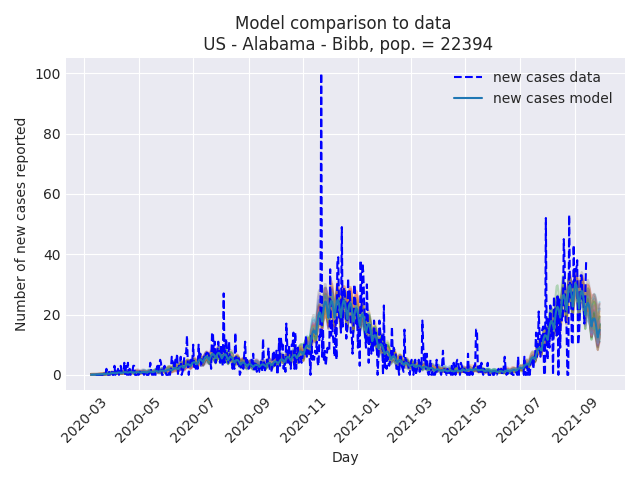 Model comparison to data
US - Alabama - Bibb, pop. = 22394
new cases data
new cases model
Number of new cases reported
100
80
60
40
20
0
2020-03
2020-05
2020-07
2020-09
2020-11
2021-01
2021-03
2021-05
2021-07
2021-09
Day